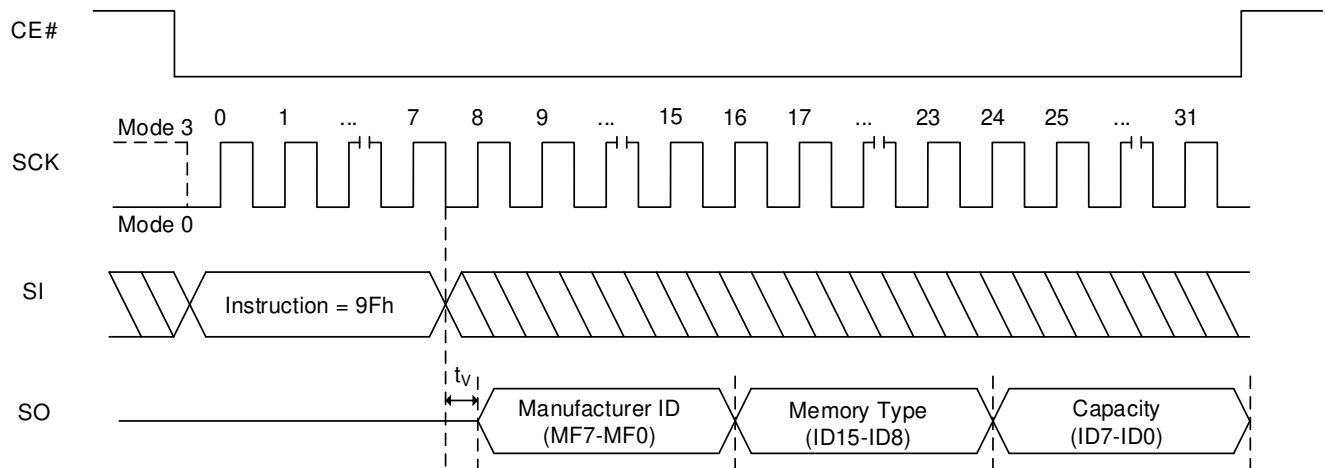 CE#
0 1 ... 7 8 9 ... 15 16 17 ... 23 24 25 ... 31
Mode 3
SCK
Mode 0
SI
Instruction = 9Fh
tV
SO
Manufacturer ID
(MF7-MF0)
Memory Type
(ID15-ID8)
Capacity
(ID7-ID0)